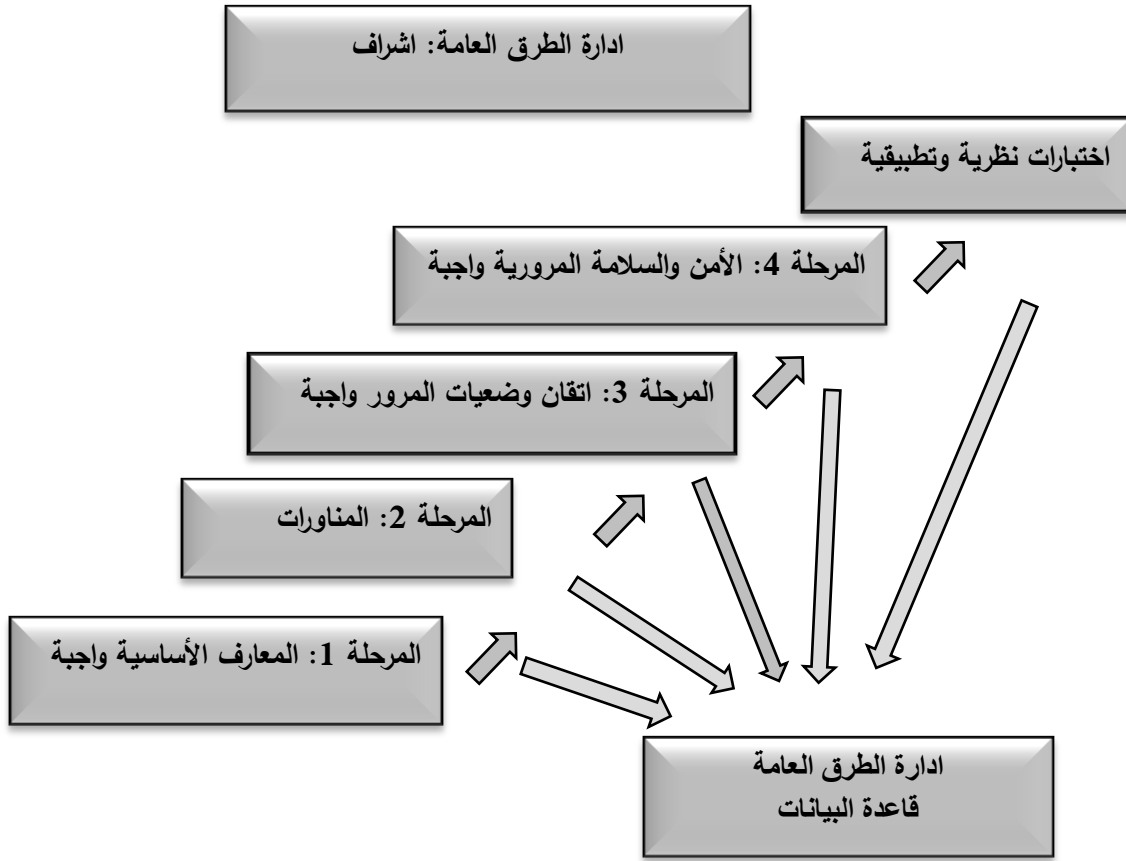 ادارة الطرق العامة: اشراف
اختبارات نظرية وتطبيقية
المرحلة 4: الأمن والسلامة المرورية واجبة
المرحلة 3: اتقان وضعيات المرور واجبة
المرحلة 2: المناورات
المرحلة 1: المعارف الأساسية واجبة
ادارة الطرق العامة
قاعدة البيانات